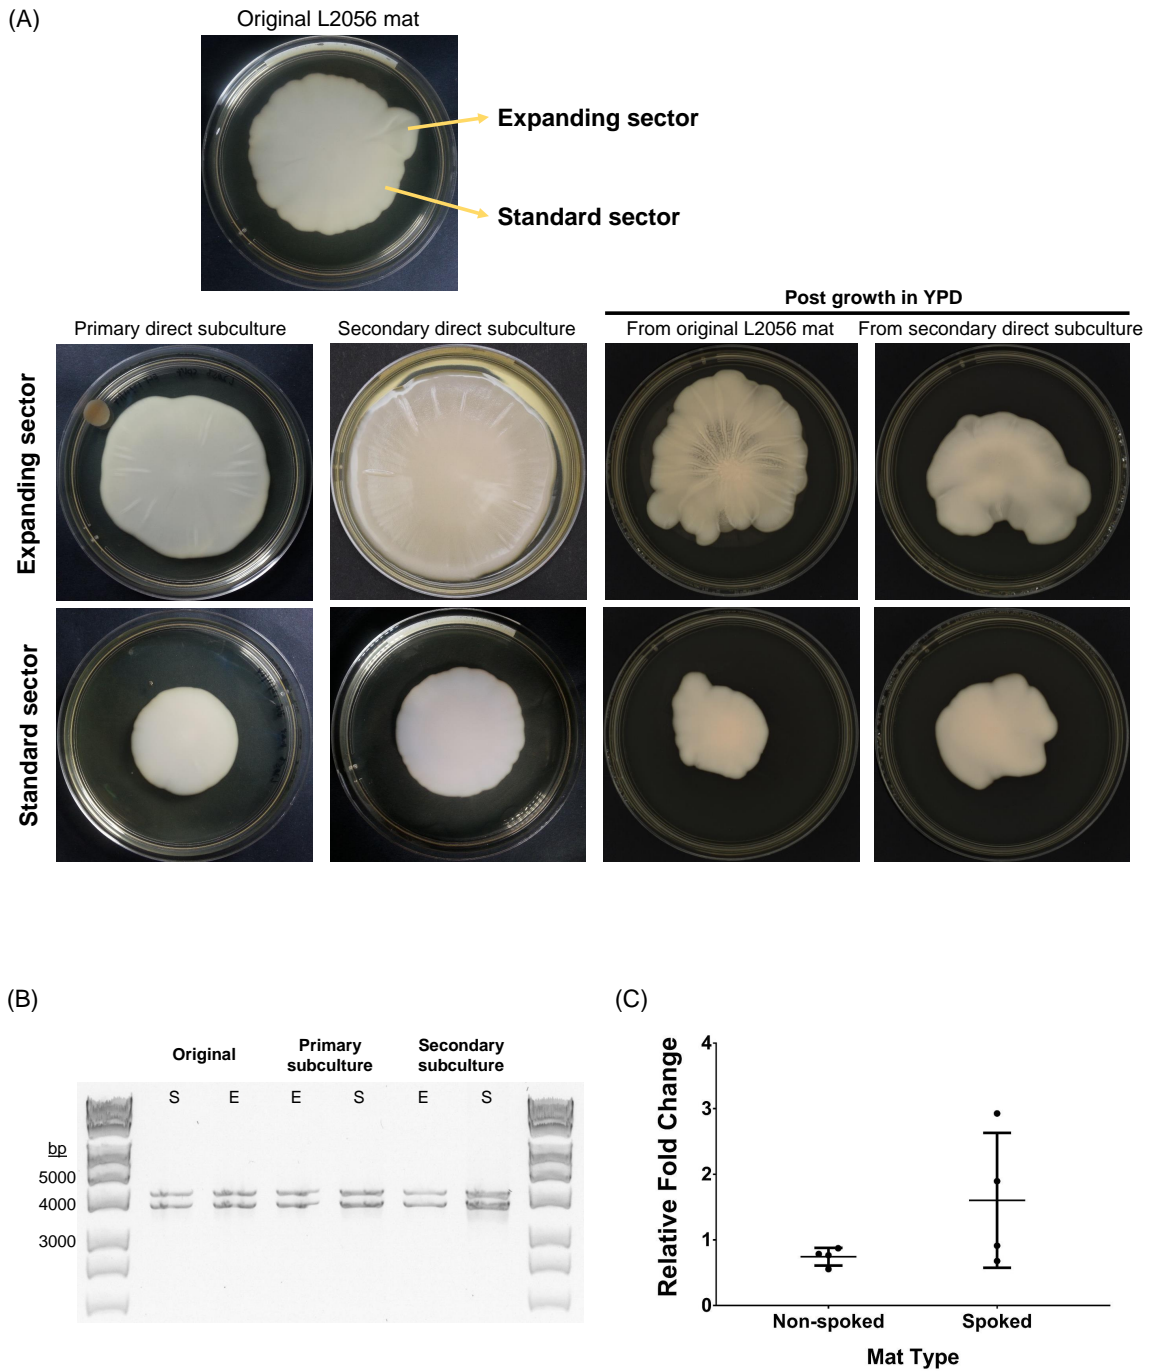 (A)
Original L2056 mat
Expanding sector
Standard sector
Post growth in YPD
Primary direct subculture
Secondary direct subculture
From original L2056 mat
From secondary direct subculture
Expanding sector
Standard sector
(B)
Original
Primary
subculture
Secondary
subculture
S
E
E
S
E
S
bp
5000
4000
3000
(C)
Relative Fold Change
4
3
2
1
0
Non-spoked
Spoked
Mat Type